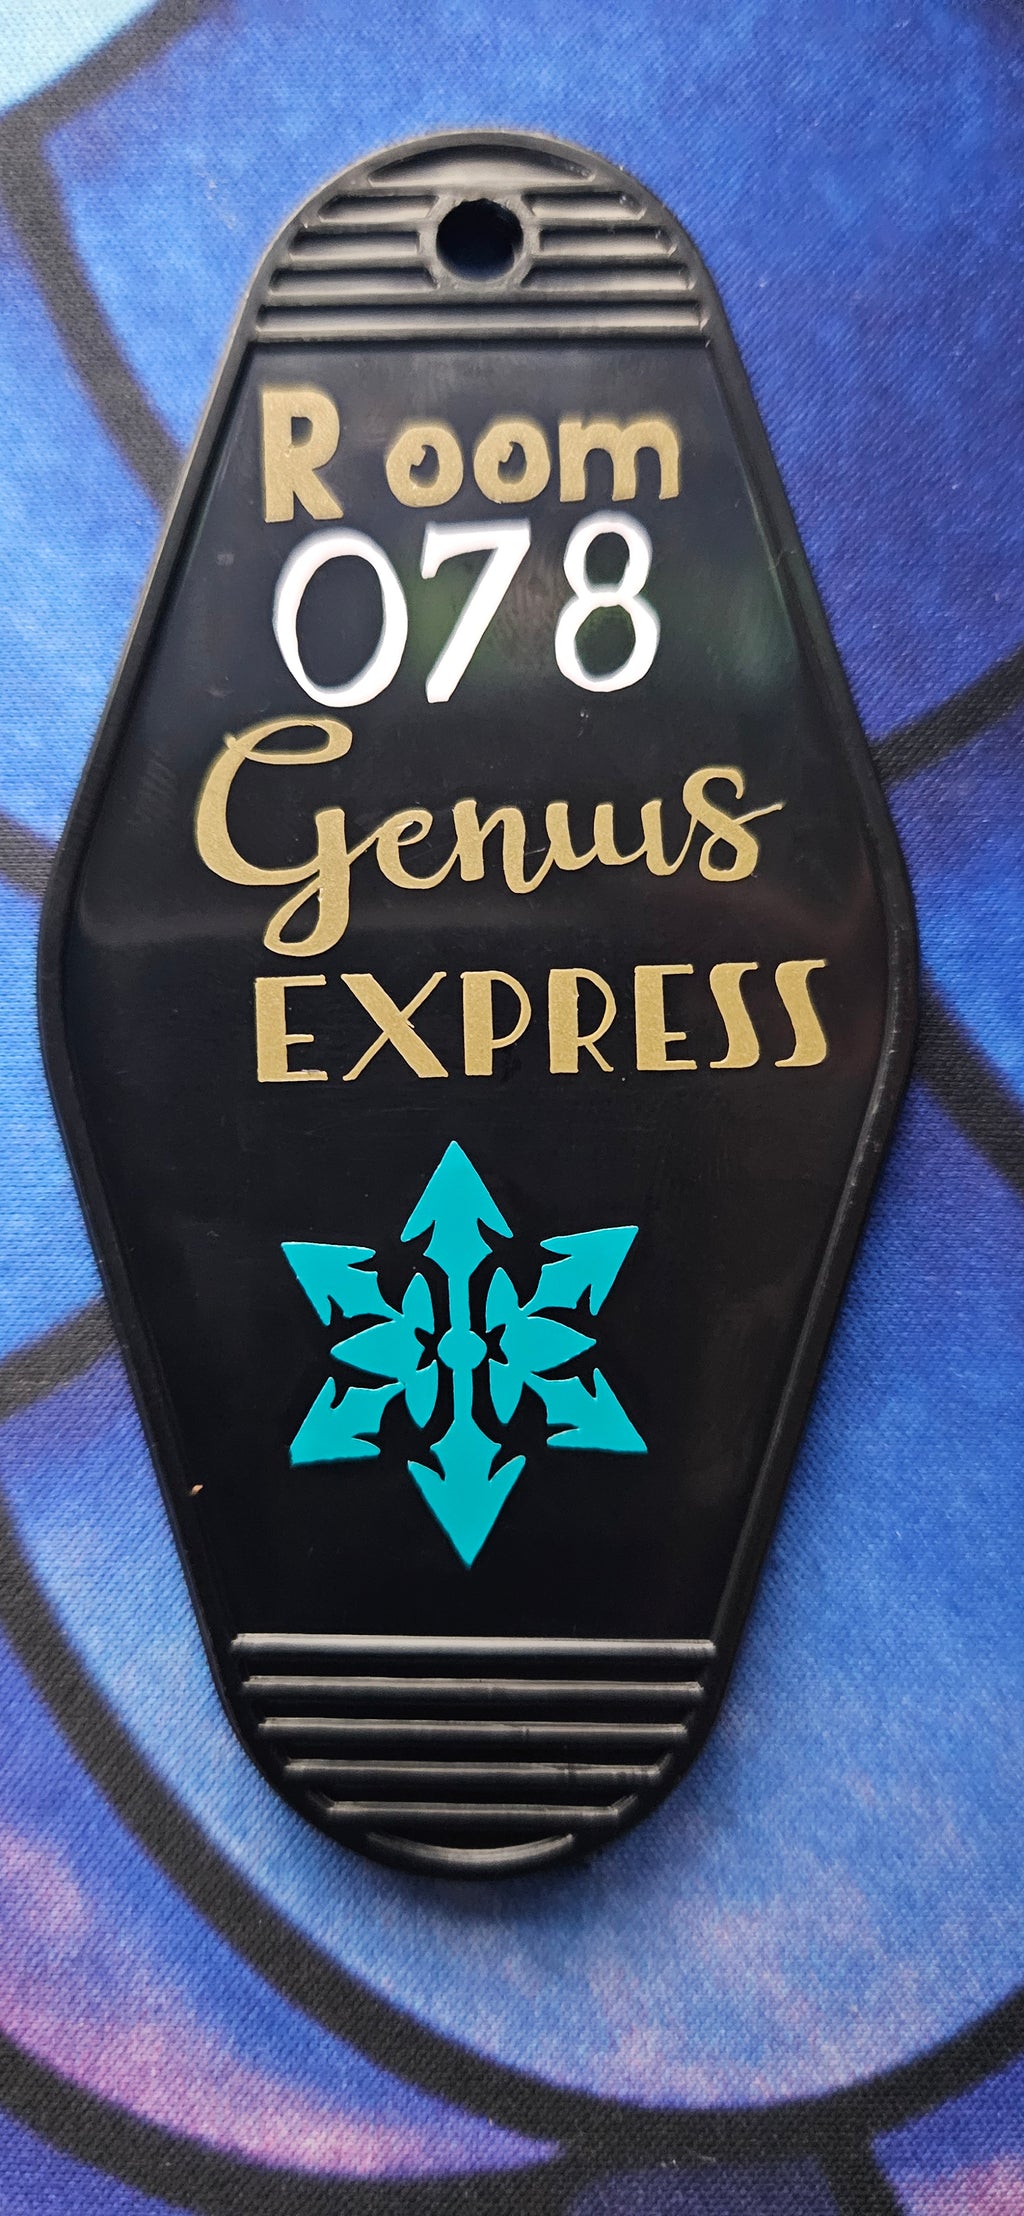 Room
078
Genius
EXPRESS